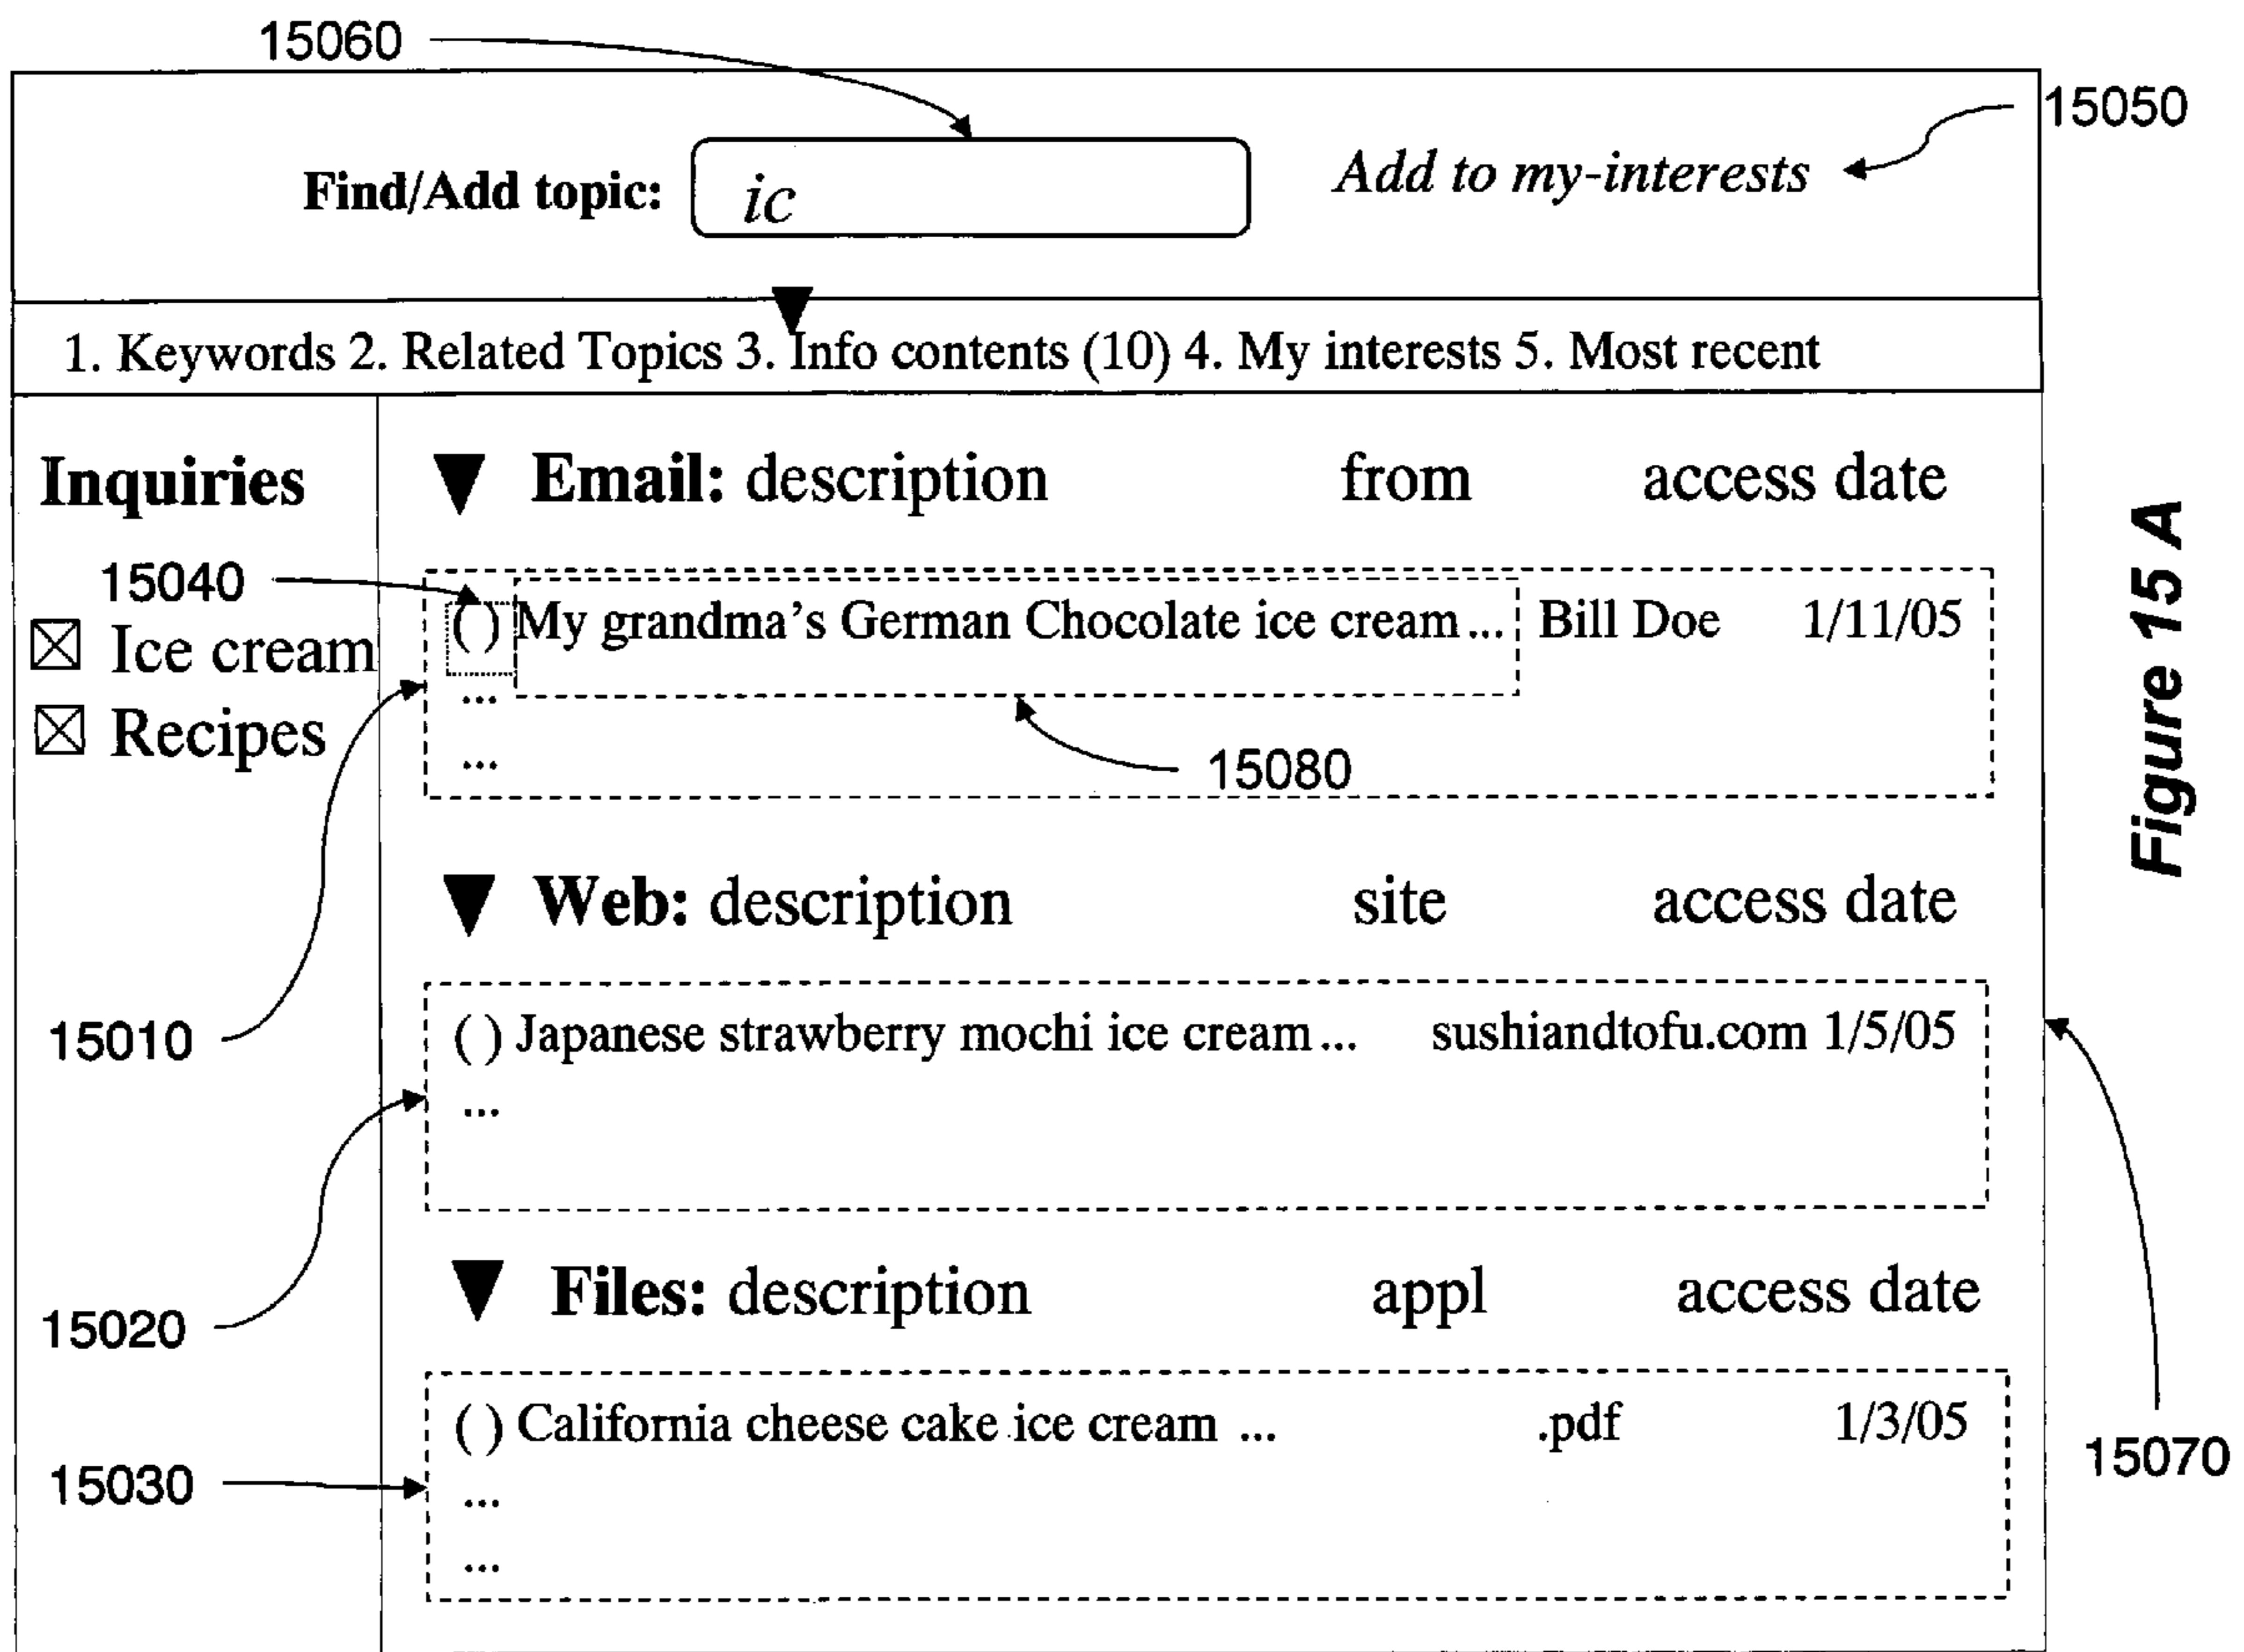 15060
15050
Find/Add topic: ic Add to my-interests
1. Keywords 2. Related Topics 3. Info contents (10) 4. My interests 5. Most recent
Inquiries
15040
Ice cream
Recipes
15010
15020
15030
▼ Email: description from access date
( ) My grandma's German Chocolate ice cream... Bill Doe 1/11/05
...
...
15080
▼ Web: description site access date
( ) Japanese strawberry mochi ice cream... sushiandtofu.com 1/5/05
...
▼ Files: description appl access date
( ) California cheese cake ice cream ... .pdf 1/3/05
...
...
15070
Figure 15 A